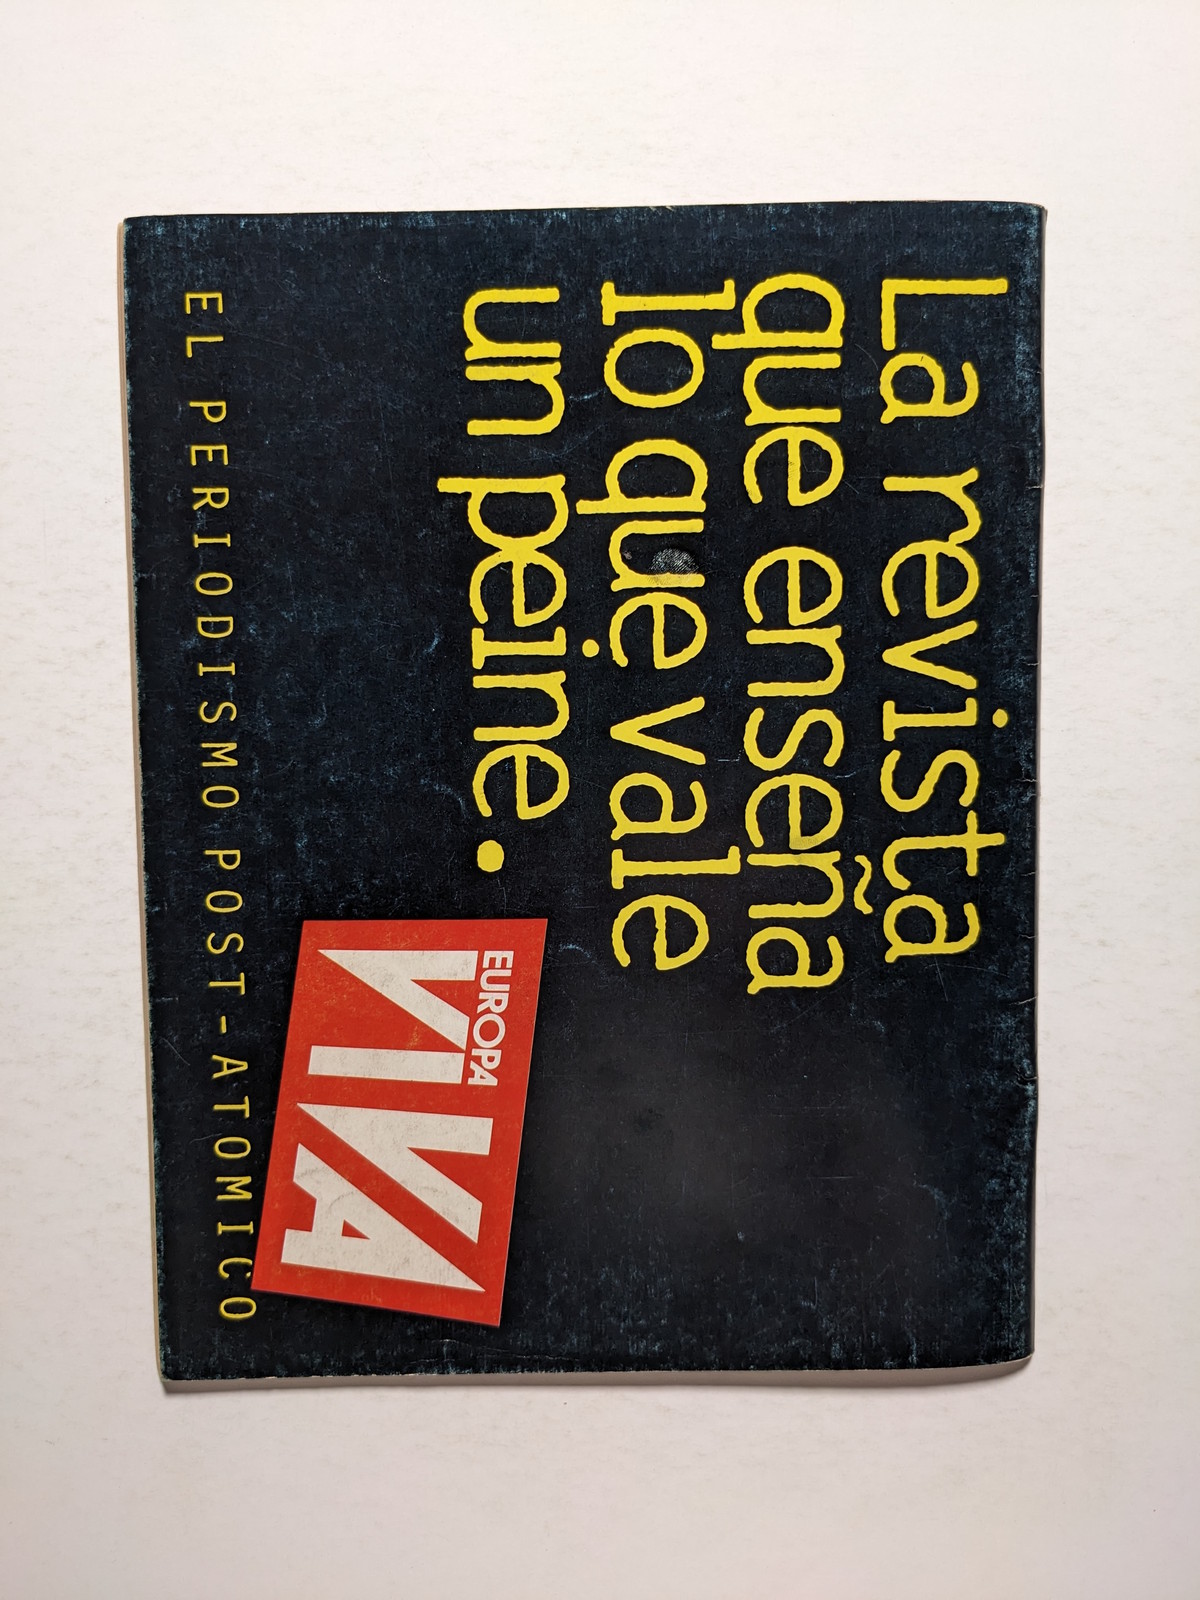 La revista
que enseña
lo que vale
un peine.
EUROPA
VIVA
EL PERIODISMO POST-ATOMICO